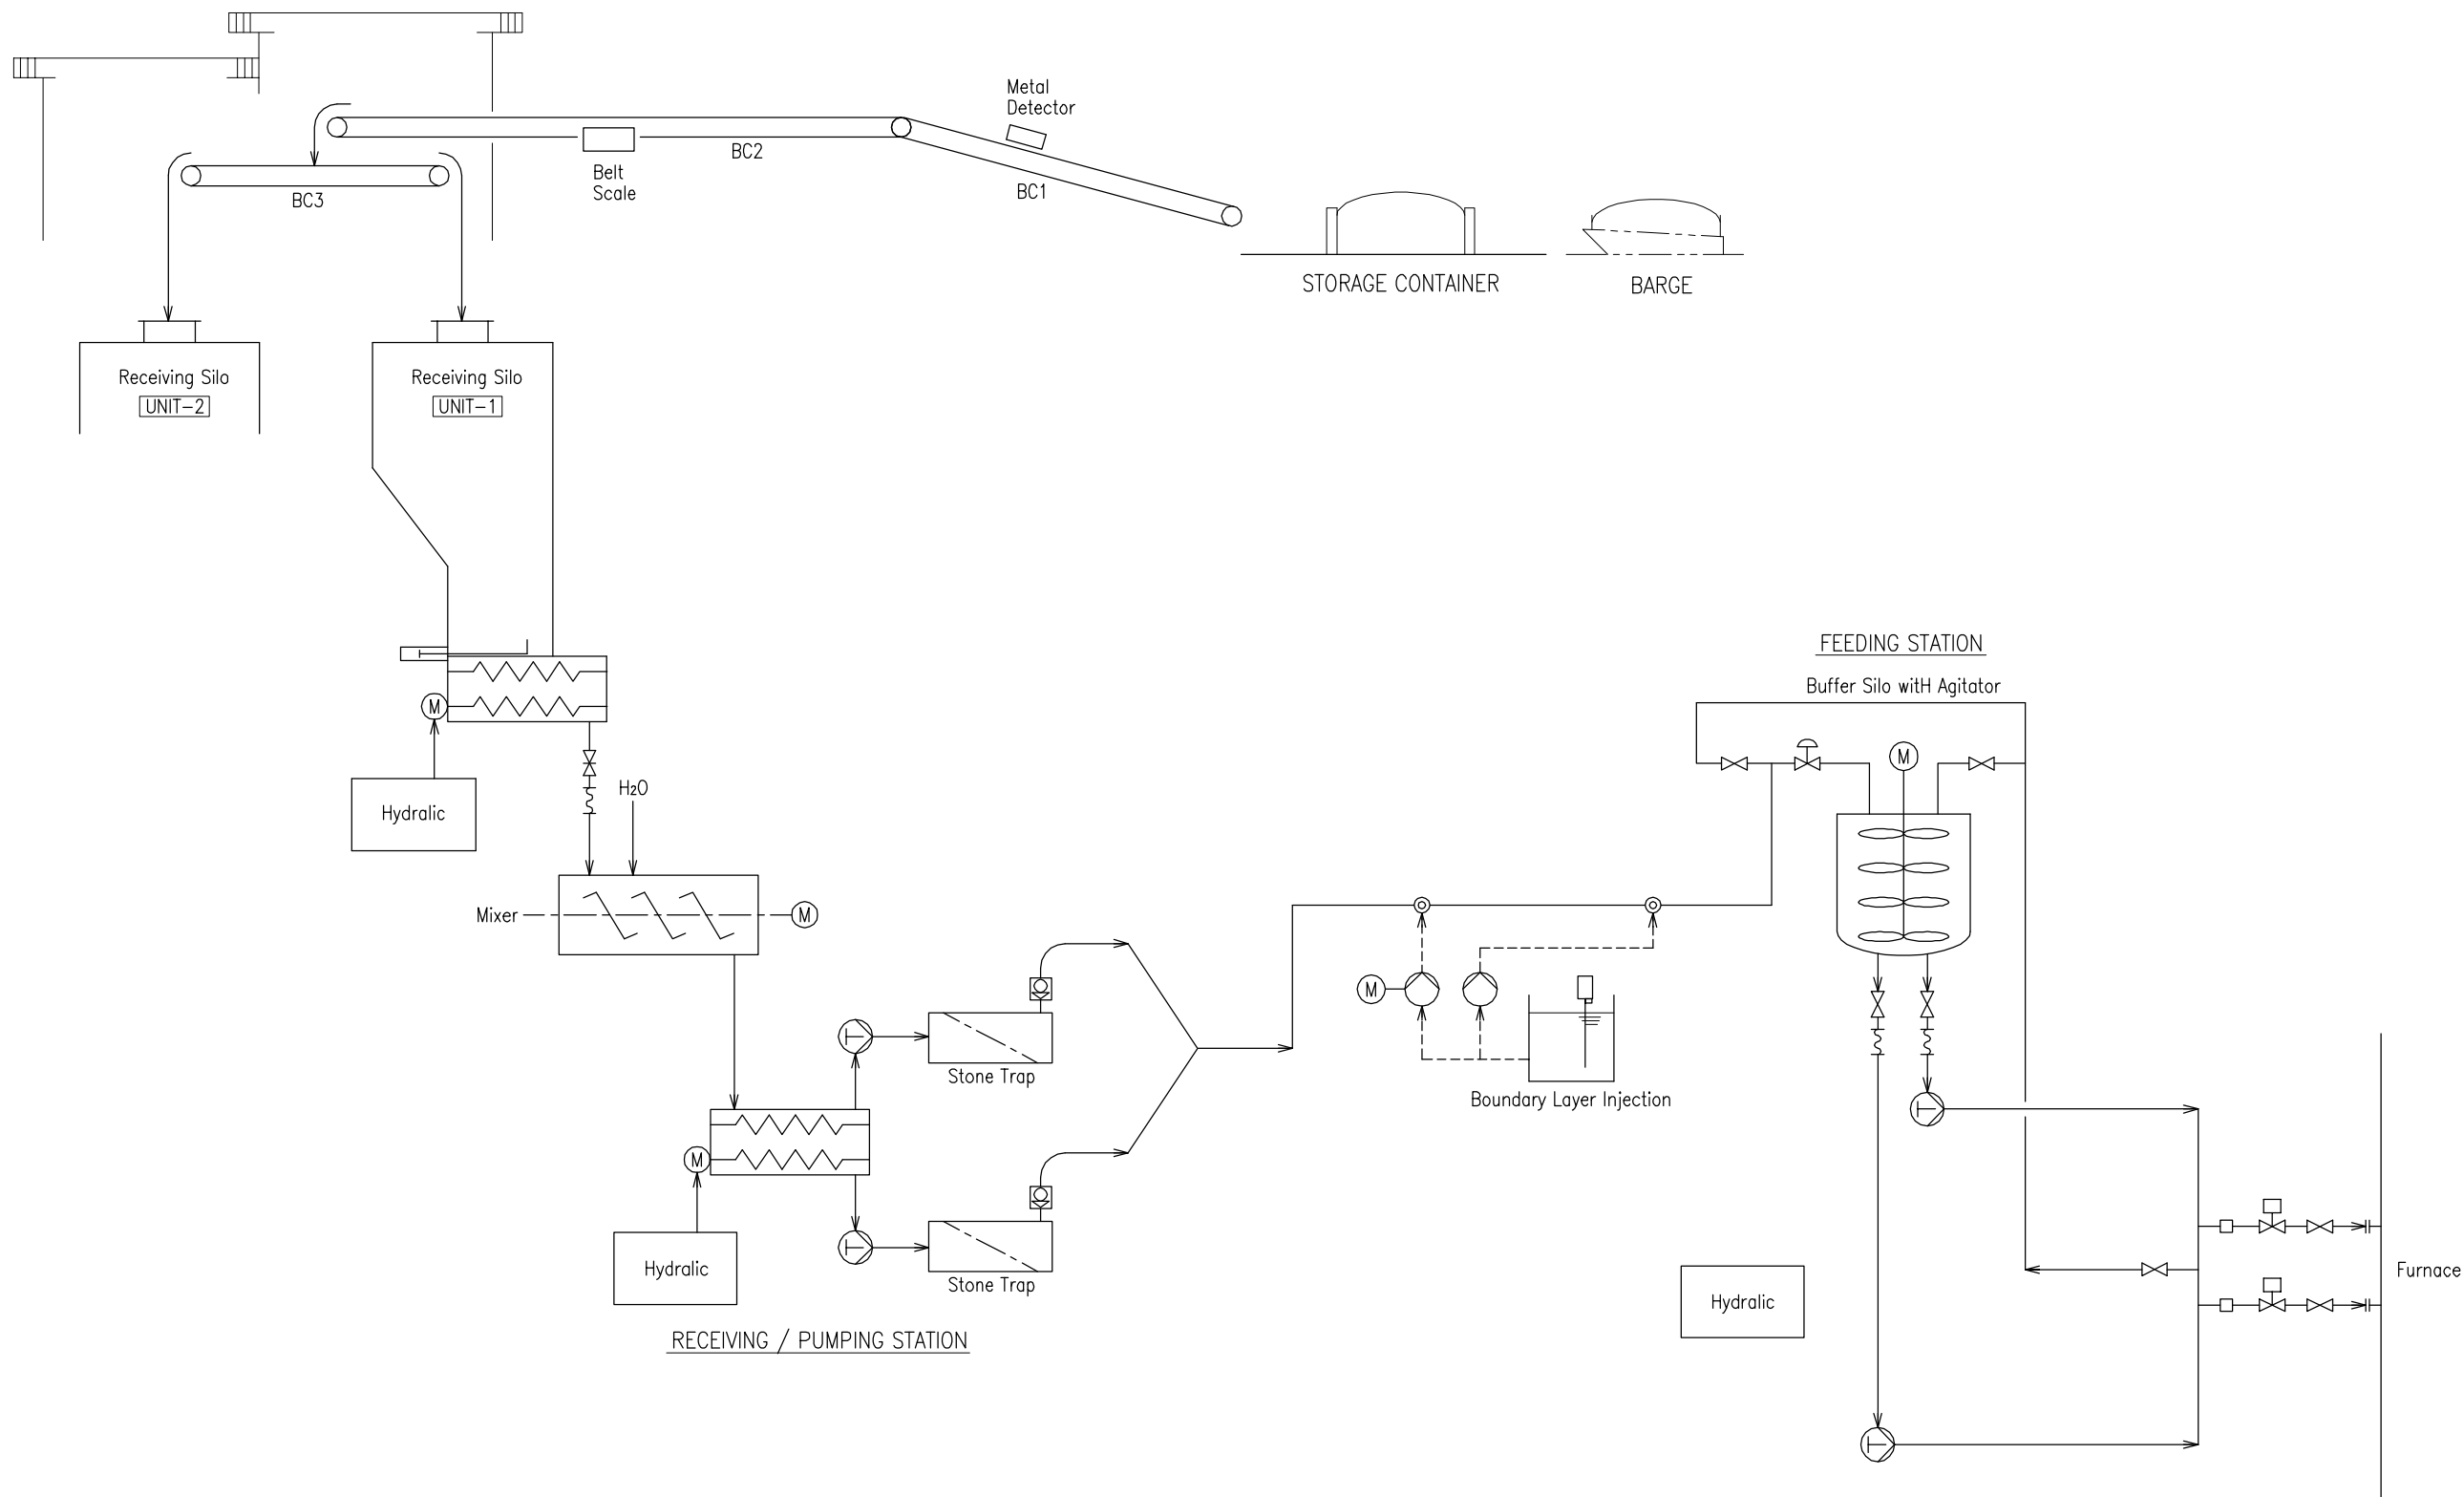 Metal
Detector
BC2
Belt
Scale
BC1
BC3
STORAGE CONTAINER
BARGE
Receiving Silo
UNIT-2
Receiving Silo
UNIT-1
FEEDING STATION
Buffer Silo witH Agitator
M
M
H2O
Hydralic
Mixer
M
M
Stone Trap
Boundary Layer Injection
M
Hydralic
Stone Trap
Furnace
Hydralic
RECEIVING / PUMPING STATION